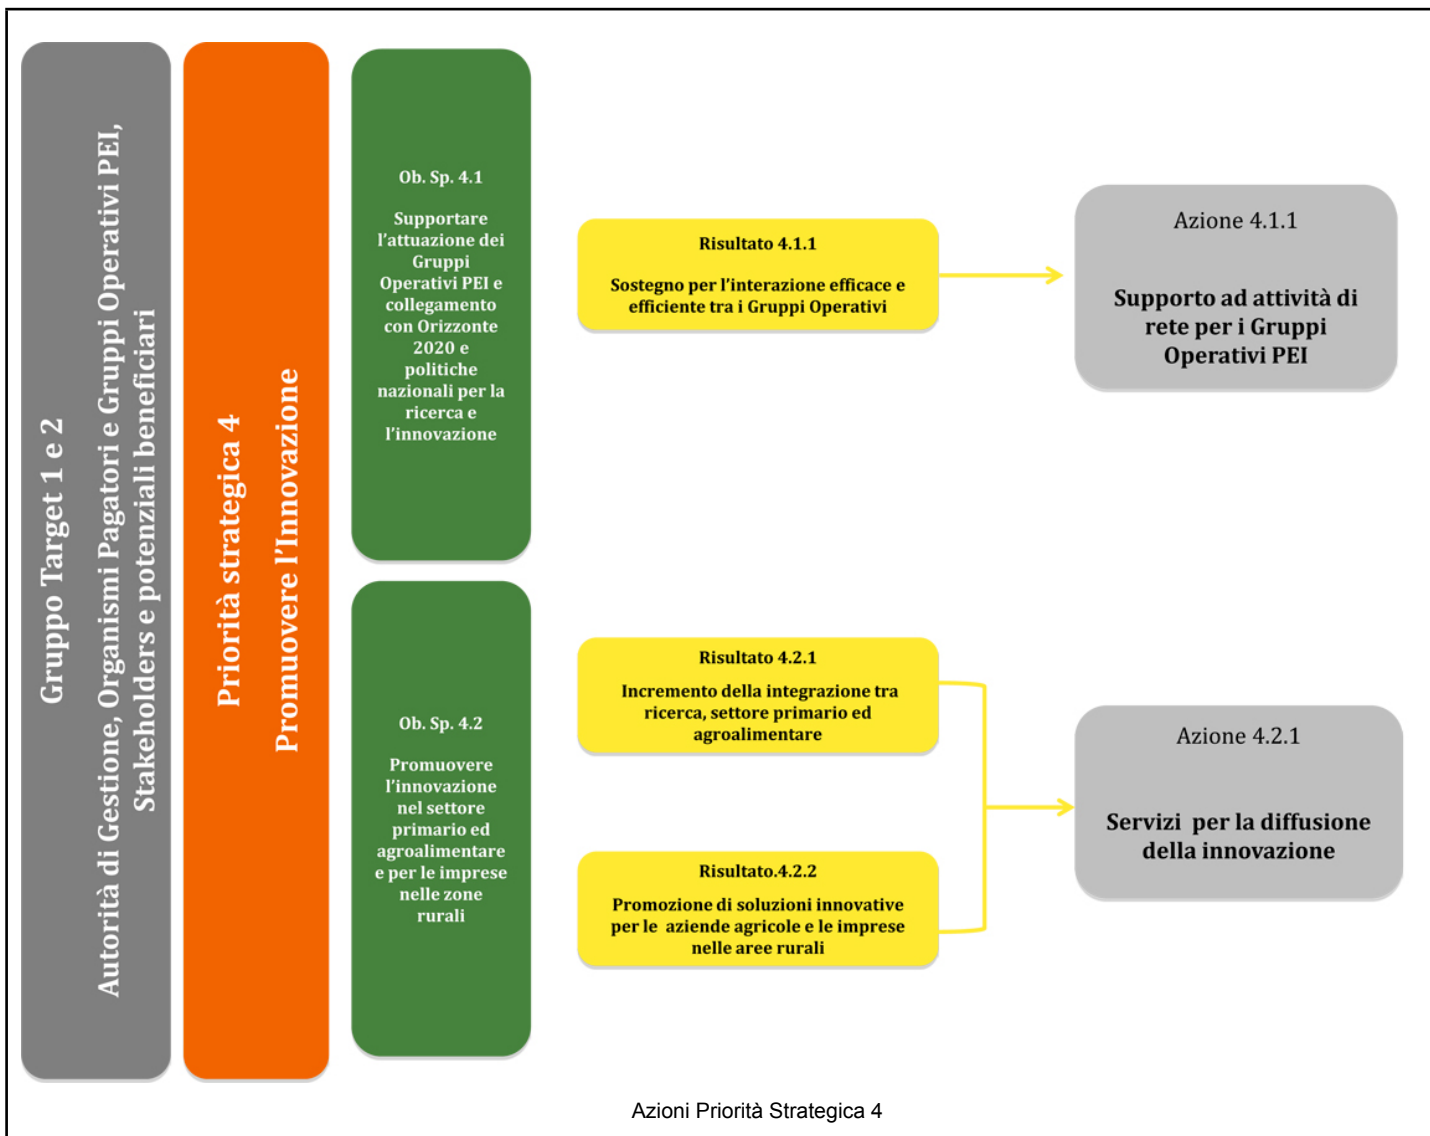 Gruppo Target 1 e 2
Autorità di Gestione, Organismi Pagatori e Gruppi Operativi PEI,
Stakeholders e potenziali beneficiari
Priorità strategica 4
Promuovere l'Innovazione
Ob. Sp. 4.1
Supportare
l'attuazione dei
Gruppi
Operativi PEI e
collegamento
con Orizzonte
2020 e
politiche
nazionali per la
ricerca e
l'innovazione
Risultato 4.1.1
Sostegno per l'interazione efficace e
efficiente tra i Gruppi Operativi
Azione 4.1.1
Supporto ad attività di
rete per i Gruppi
Operativi PEI
Ob. Sp. 4.2
Promuovere
l'innovazione
nel settore
primario ed
agroalimentare
e per le imprese
nelle zone
rurali
Risultato 4.2.1
Incremento della integrazione tra
ricerca, settore primario ed
agroalimentare
Risultato.4.2.2
Promozione di soluzioni innovative
per le aziende agricole e le imprese
nelle aree rurali
Azione 4.2.1
Servizi per la diffusione
della innovazione
Azioni Priorità Strategica 4